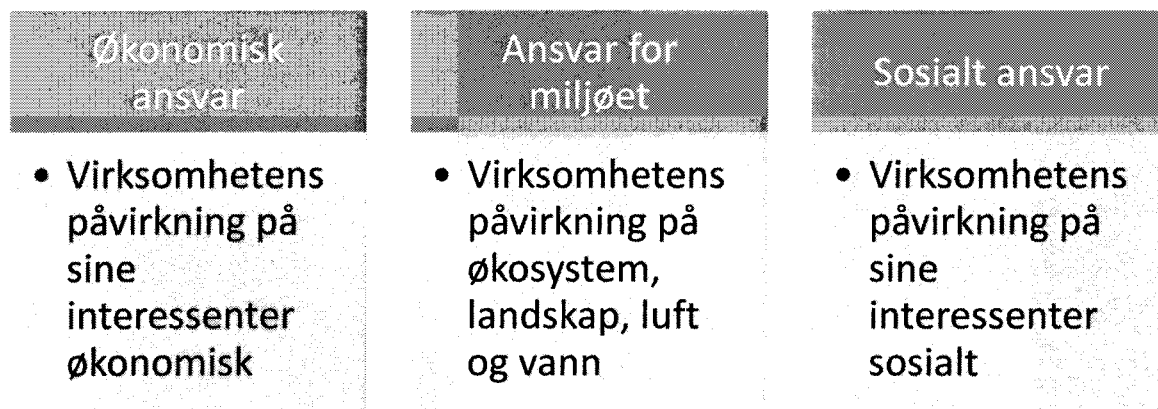 Økonomisk
ansvar
• Virksomhetens
påvirkning på
sine
interessenter
økonomisk
Ansvar for
miljøet
• Virksomhetens
påvirkning på
økosystem,
landskap, luft
og vann
Sosialt ansvar
• Virksomhetens
påvirkning på
sine
interessenter
sosialt